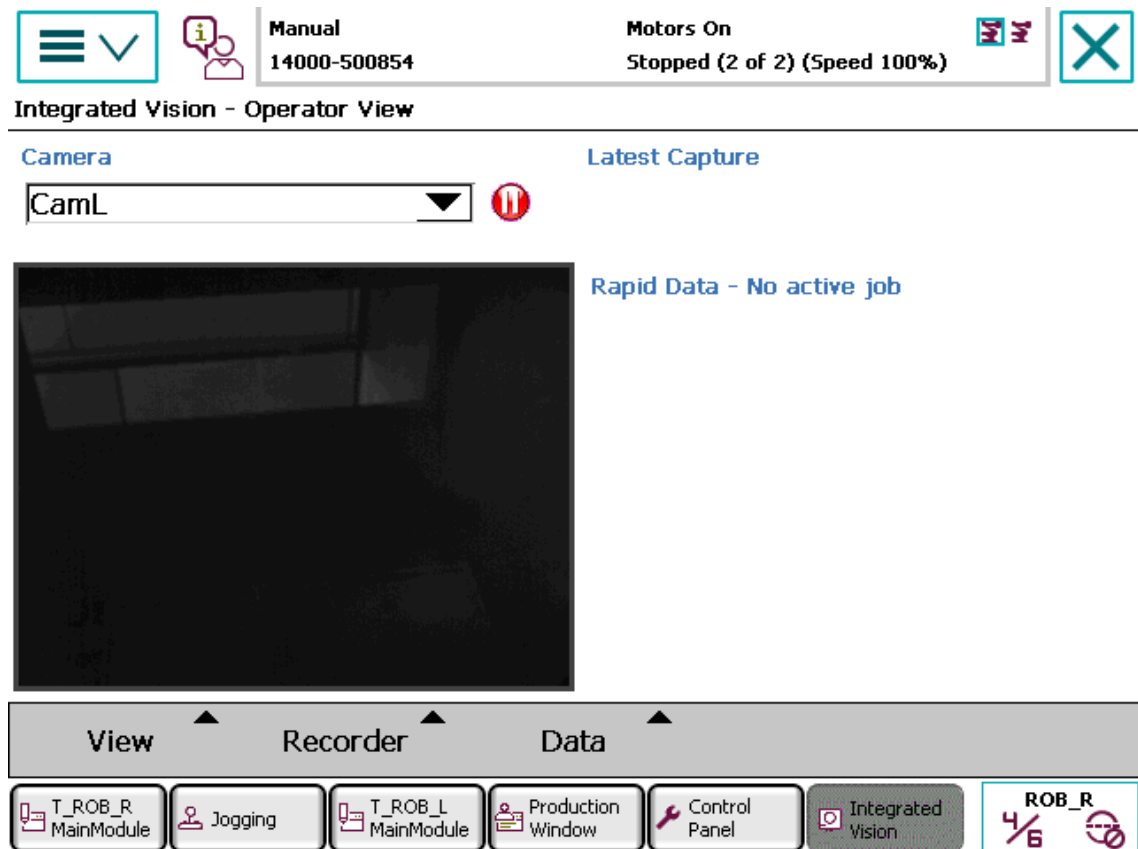 Manual
14000-500854
Motors On
Stopped (2 of 2) (Speed 100%)
Integrated Vision - Operator View
Camera
Latest Capture
CamL
Rapid Data - No active job
View
Recorder
Data
T_ROB_R
MainModule
Jogging
T_ROB_L
MainModule
Production
Window
Control
Panel
Integrated
Vision
ROB_R
4/6